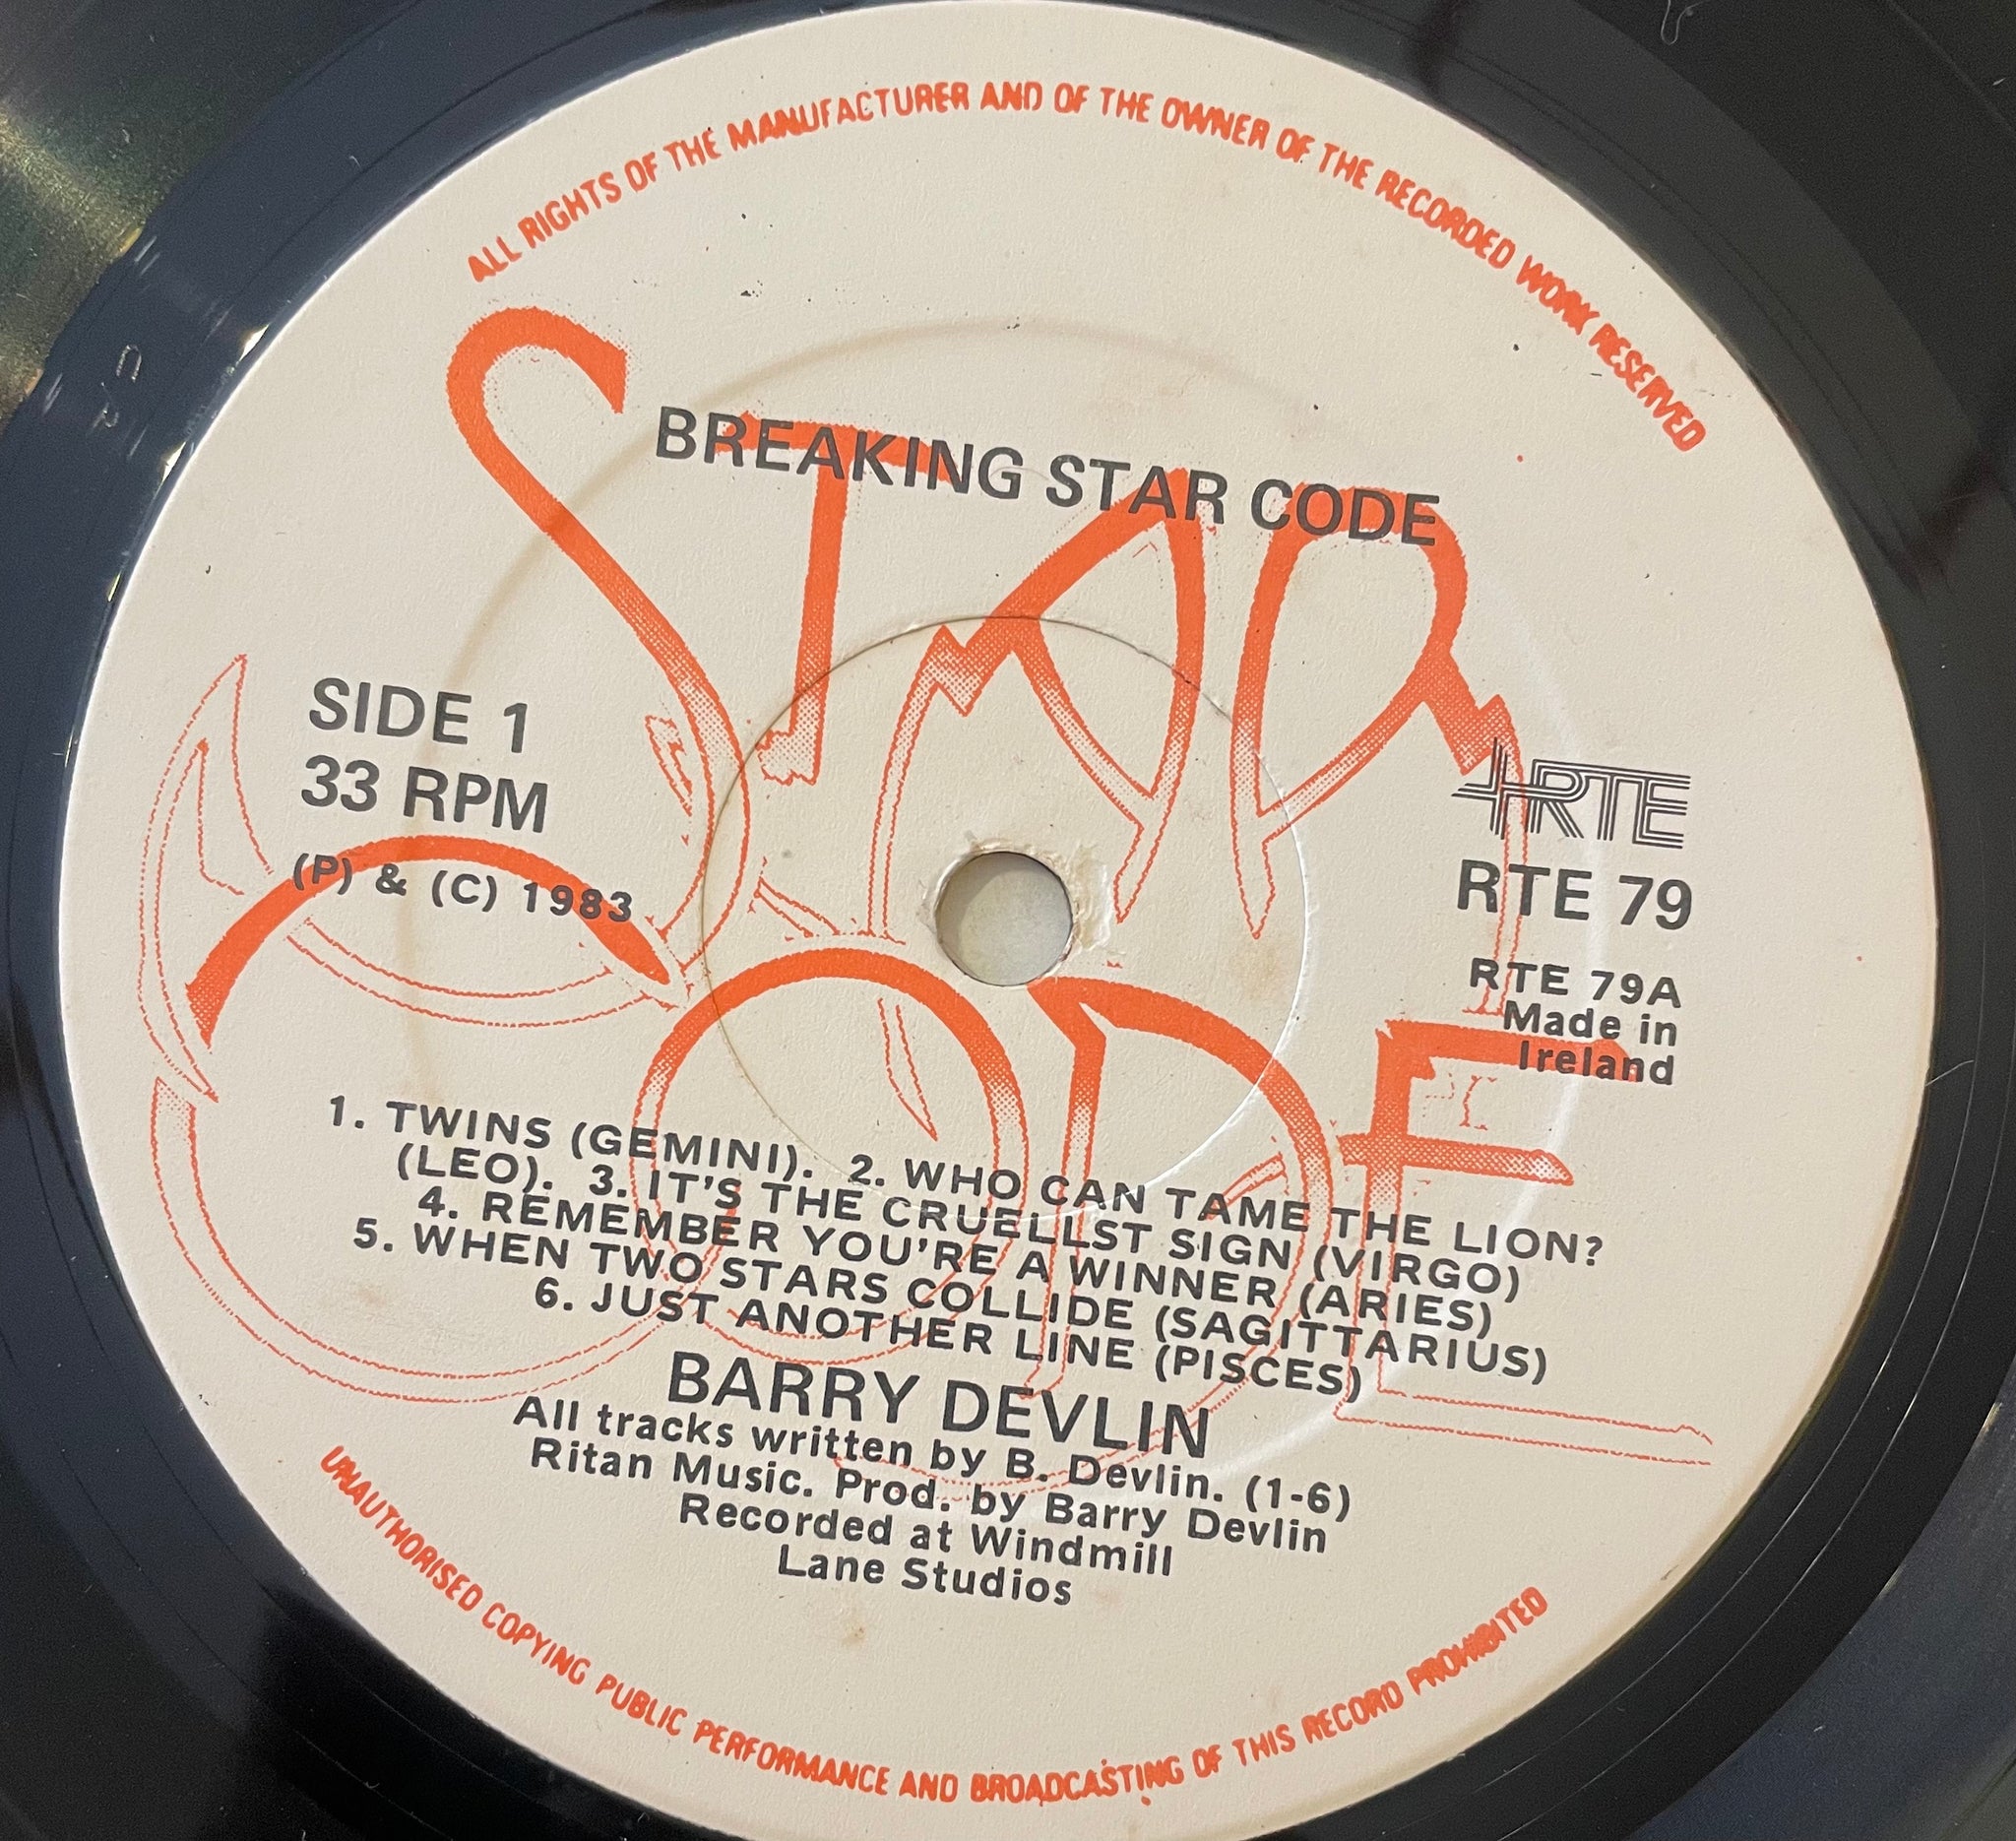 ALL RIGHTS OF THE MANUFACTURER AND OF THE OWNER OF THE RECORDED WORK RESERVED
STAR
CODE
BREAKING STAR CODE
SIDE 1
33 RPM
(P) & (C) 1983
RTE
RTE 79
RTE 79A
Made in
Ireland
1. TWINS (GEMINI). 2. WHO CAN TAME THE LION?
(LEO). 3. IT'S THE CRUELLST SIGN (VIRGO)
4. REMEMBER YOU'RE A WINNER (ARIES)
5. WHEN TWO STARS COLLIDE (SAGITTARIUS)
6. JUST ANOTHER LINE (PISCES)
BARRY DEVLIN
All tracks written by B. Devlin. (1-6)
Ritan Music. Prod. by Barry Devlin
Recorded at Windmill
Lane Studios
UNAUTHORISED COPYING PUBLIC PERFORMANCE AND BROADCASTING OF THIS RECORD PROHIBITED